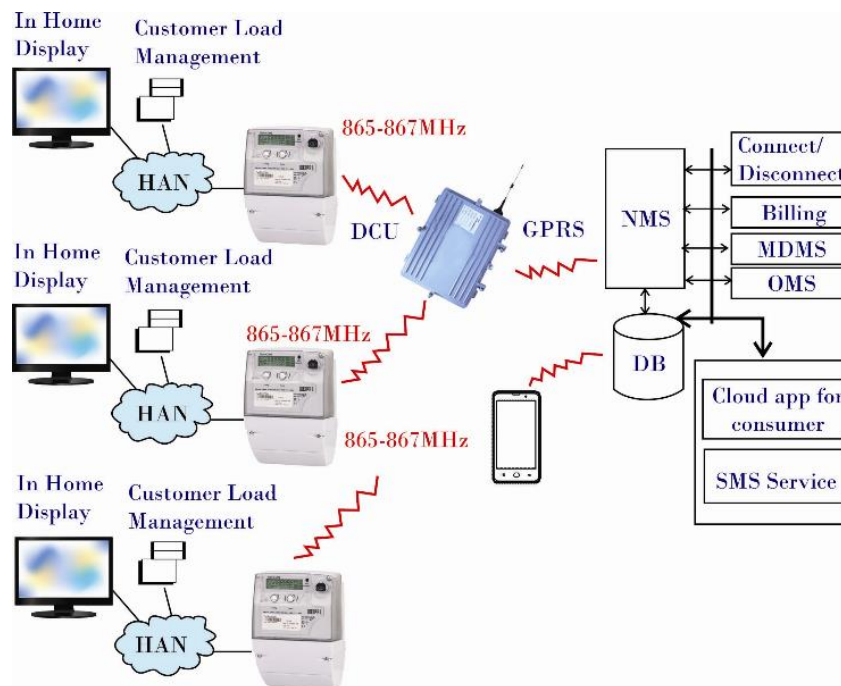 In Home
Display
Customer Load
Management
HAN
865-867MHz
DCU
GPRS
NMS
Connect/
Disconnect
Billing
MDMS
OMS
In Home
Display
Customer Load
Management
HAN
865-867MHz
865-867MHz
DB
Cloud app for
consumer
SMS Service
In Home
Display
Customer Load
Management
HAN